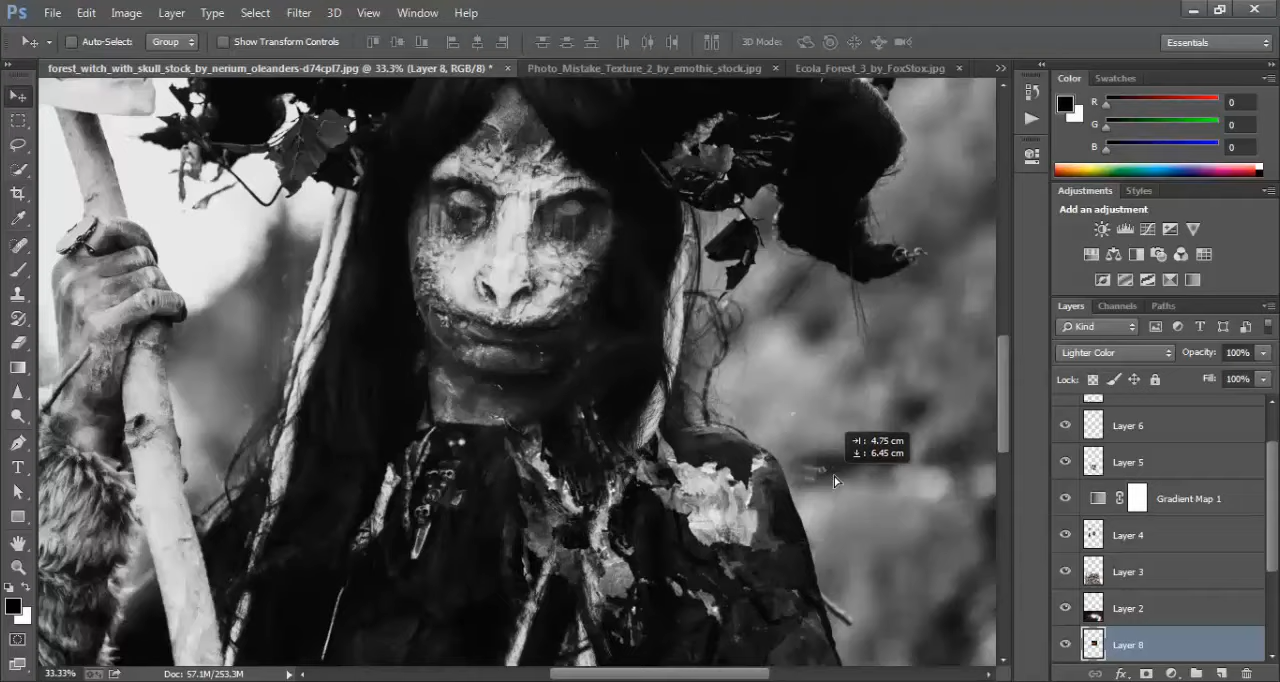 Ps File Edit Image Layer Type Select Filter 3D View Window Help
Auto-Select: Group Show Transform Controls 3D Mode: Essentials
forest_witch_with_skull_stock_by_nerium_oleanders-d74cpl7.jpg @ 33.3% (Layer 8, RGB/8) * × Photo_Mistake_Texture_2_by_emothic_stock.jpg × Ecola_Forest_3_by_FoxStox.jpg ×
Color Swatches
R 0
G 0
B 0
Adjustments Styles
Add an adjustment
Layers Channels Paths
Kind
Lighter Color Opacity: 100%
Lock: Fill: 100%
Layer 6
4.75 cm
6.45 cm
Layer 5
Gradient Map 1
Layer 4
Layer 3
Layer 2
Layer 8
33.33% Doc: 57.1M/253.3M